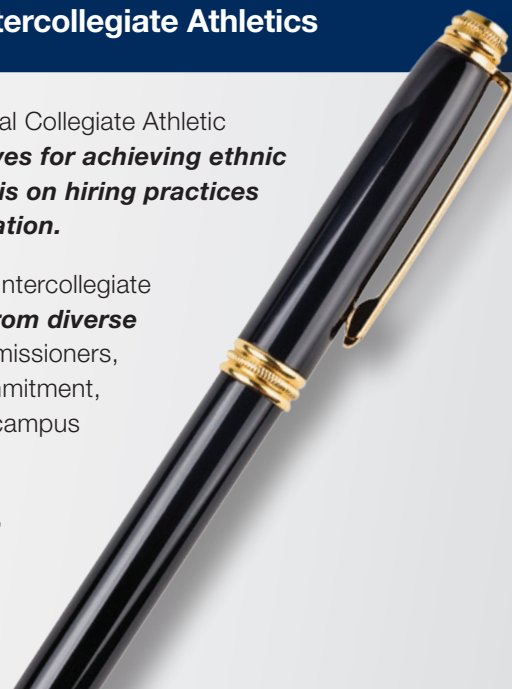 tercollegiate Athletics
al Collegiate Athletic
ves for achieving ethnic
is on hiring practices
ation.
ntercollegiate
rom diverse
missioners,
mitment,
campus